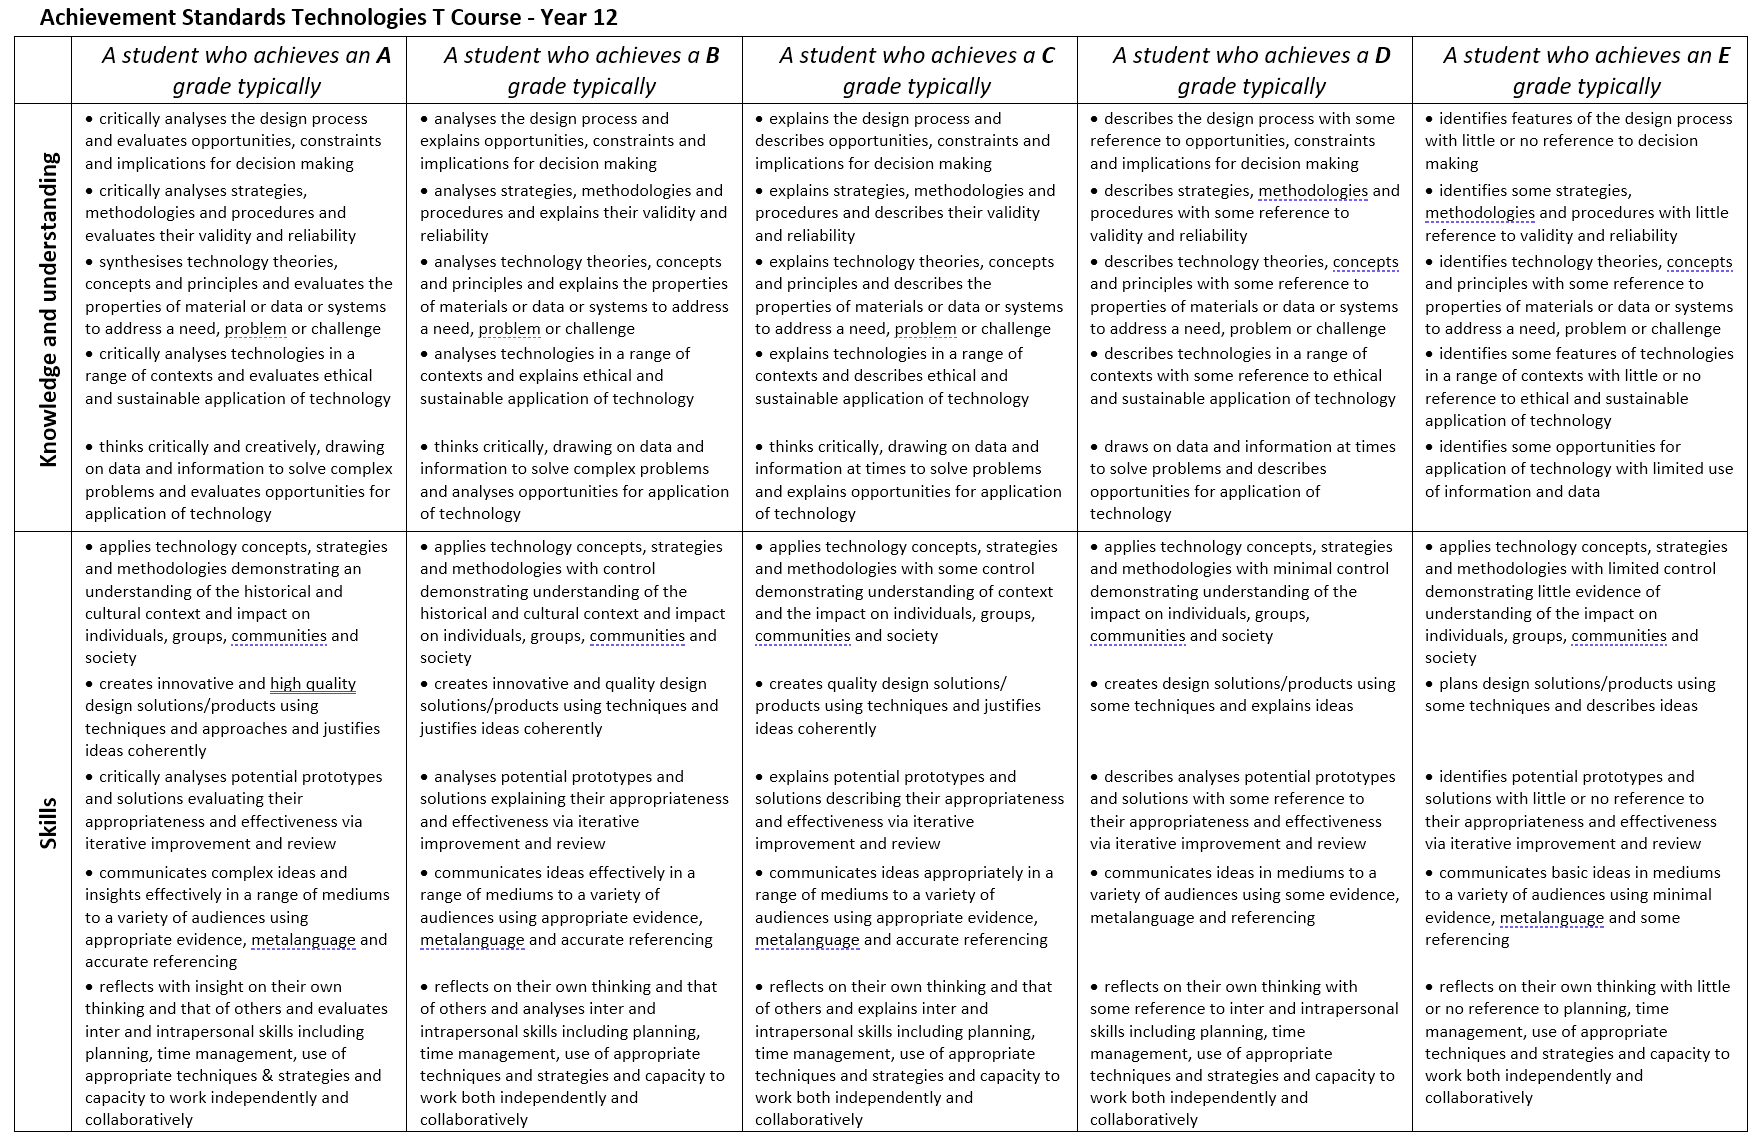 Achievement Standards Technologies T Course - Year 12
A student who achieves an A
grade typically
A student who achieves a B
grade typically
A student who achieves a C
grade typically
A student who achieves a D
grade typically
A student who achieves an E
grade typically
Knowledge and understanding
• critically analyses the design process
and evaluates opportunities, constraints
and implications for decision making
• critically analyses strategies,
methodologies and procedures and
evaluates their validity and reliability
• synthesises technology theories,
concepts and principles and evaluates the
properties of material or data or systems
to address a need, problem or challenge
• critically analyses technologies in a
range of contexts and evaluates ethical
and sustainable application of technology
• thinks critically and creatively, drawing
on data and information to solve complex
problems and evaluates opportunities for
application of technology
• analyses the design process and
explains opportunities, constraints and
implications for decision making
• analyses strategies, methodologies and
procedures and explains their validity and
reliability
• analyses technology theories, concepts
and principles and explains the properties
of materials or data or systems to address
a need, problem or challenge
• analyses technologies in a range of
contexts and explains ethical and
sustainable application of technology
• thinks critically, drawing on data and
information to solve complex problems
and analyses opportunities for application
of technology
• explains the design process and
describes opportunities, constraints and
implications for decision making
• explains strategies, methodologies and
procedures and describes their validity
and reliability
• explains technology theories, concepts
and principles and describes the
properties of materials or data or systems
to address a need, problem or challenge
• explains technologies in a range of
contexts and describes ethical and
sustainable application of technology
• thinks critically, drawing on data and
information at times to solve problems
and explains opportunities for application
of technology
• describes the design process with some
reference to opportunities, constraints
and implications for decision making
• describes strategies, methodologies and
procedures with some reference to
validity and reliability
• describes technology theories, concepts
and principles with some reference to
properties of materials or data or systems
to address a need, problem or challenge
• describes technologies in a range of
contexts with some reference to ethical
and sustainable application of technology
• draws on data and information at times
to solve problems and describes
opportunities for application of
technology
• identifies features of the design process
with little or no reference to decision
making
• identifies some strategies,
methodologies and procedures with little
reference to validity and reliability
• identifies technology theories, concepts
and principles with some reference to
properties of materials or data or systems
to address a need, problem or challenge
• identifies some features of technologies
in a range of contexts with little or no
reference to ethical and sustainable
application of technology
• identifies some opportunities for
application of technology with limited use
of information and data
Skills
• applies technology concepts, strategies
and methodologies demonstrating an
understanding of the historical and
cultural context and impact on
individuals, groups, communities and
society
• creates innovative and high quality
design solutions/products using
techniques and approaches and justifies
ideas coherently
• critically analyses potential prototypes
and solutions evaluating their
appropriateness and effectiveness via
iterative improvement and review
• communicates complex ideas and
insights effectively in a range of mediums
to a variety of audiences using
appropriate evidence, metalanguage and
accurate referencing
• reflects with insight on their own
thinking and that of others and evaluates
inter and intrapersonal skills including
planning, time management, use of
appropriate techniques & strategies and
capacity to work independently and
collaboratively
• applies technology concepts, strategies
and methodologies with control
demonstrating understanding of the
historical and cultural context and impact
on individuals, groups, communities and
society
• creates innovative and quality design
solutions/products using techniques and
justifies ideas coherently
• analyses potential prototypes and
solutions explaining their appropriateness
and effectiveness via iterative
improvement and review
• communicates ideas effectively in a
range of mediums to a variety of
audiences using appropriate evidence,
metalanguage and accurate referencing
• reflects on their own thinking and that
of others and analyses inter and
intrapersonal skills including planning,
time management, use of appropriate
techniques and strategies and capacity to
work both independently and
collaboratively
• applies technology concepts, strategies
and methodologies with some control
demonstrating understanding of context
and the impact on individuals, groups,
communities and society
• creates quality design solutions/
products using techniques and justifies
ideas coherently
• explains potential prototypes and
solutions describing their appropriateness
and effectiveness via iterative
improvement and review
• communicates ideas appropriately in a
range of mediums to a variety of
audiences using appropriate evidence,
metalanguage and accurate referencing
• reflects on their own thinking and that
of others and explains inter and
intrapersonal skills including planning,
time management, use of appropriate
techniques and strategies and capacity to
work both independently and
collaboratively
• applies technology concepts, strategies
and methodologies with minimal control
demonstrating understanding of the
impact on individuals, groups,
communities and society
• creates design solutions/products using
some techniques and explains ideas
• describes analyses potential prototypes
and solutions with some reference to
their appropriateness and effectiveness
via iterative improvement and review
• communicates ideas in mediums to a
variety of audiences using some evidence,
metalanguage and referencing
• reflects on their own thinking with
some reference to inter and intrapersonal
skills including planning, time
management, use of appropriate
techniques and strategies and capacity to
work both independently and
collaboratively
• applies technology concepts, strategies
and methodologies with limited control
demonstrating little evidence of
understanding of the impact on
individuals, groups, communities and
society
• plans design solutions/products using
some techniques and describes ideas
• identifies potential prototypes and
solutions with little or no reference to
their appropriateness and effectiveness
via iterative improvement and review
• communicates basic ideas in mediums
to a variety of audiences using minimal
evidence, metalanguage and some
referencing
• reflects on their own thinking with little
or no reference to planning, time
management, use of appropriate
techniques and strategies and capacity to
work both independently and
collaboratively